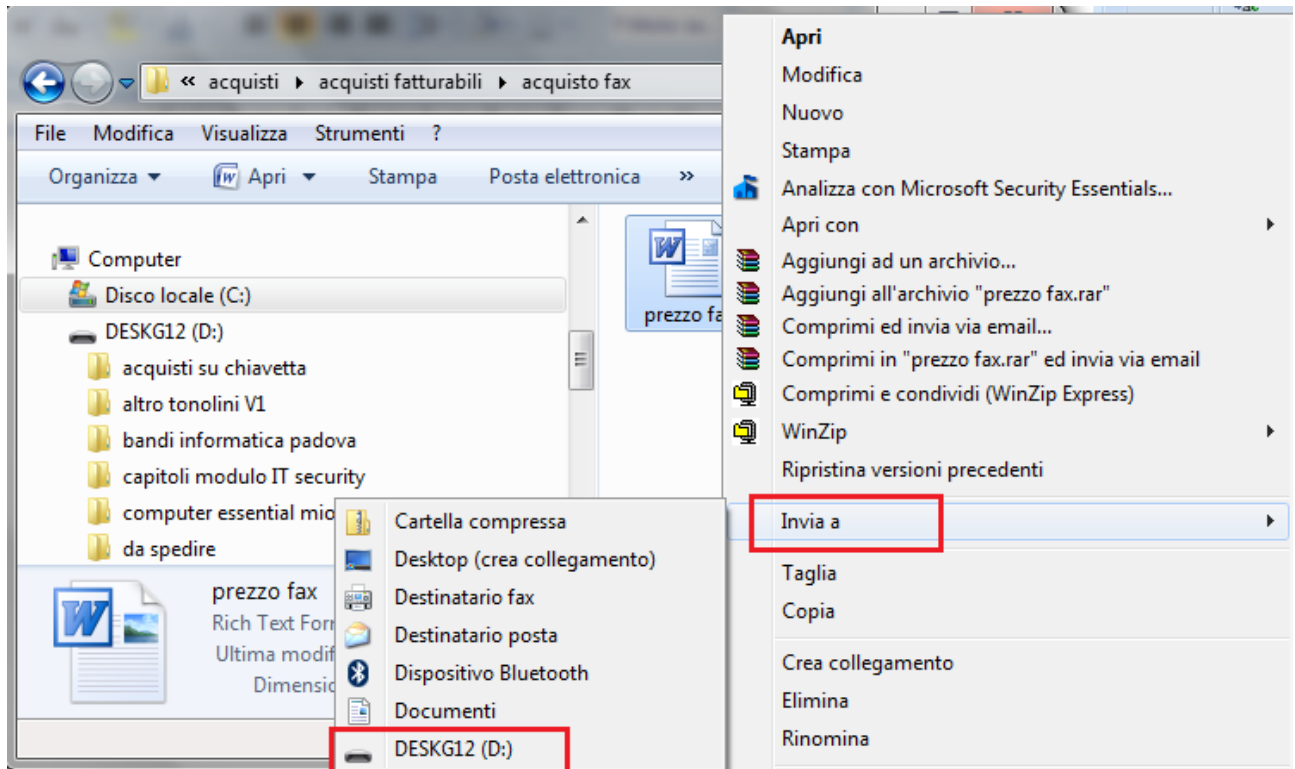 « acquisti ▸ acquisti fatturabili ▸ acquisto fax
File Modifica Visualizza Strumenti ?
Organizza Apri Stampa Posta elettronica »
Computer
Disco locale (C:)
DESKG12 (D:)
acquisti su chiavetta
altro tonolini V1
bandi informatica padova
capitoli modulo IT security
computer essential mio
da spedire
prezzo fa
prezzo fax
Rich Text Forr
Ultima modif
Dimensio
Cartella compressa
Desktop (crea collegamento)
Destinatario fax
Destinatario posta
Dispositivo Bluetooth
Documenti
DESKG12 (D:)
Apri
Modifica
Nuovo
Stampa
Analizza con Microsoft Security Essentials...
Apri con
Aggiungi ad un archivio...
Aggiungi all'archivio "prezzo fax.rar"
Comprimi ed invia via email...
Comprimi in "prezzo fax.rar" ed invia via email
Comprimi e condividi (WinZip Express)
WinZip
Ripristina versioni precedenti
Invia a
Taglia
Copia
Crea collegamento
Elimina
Rinomina